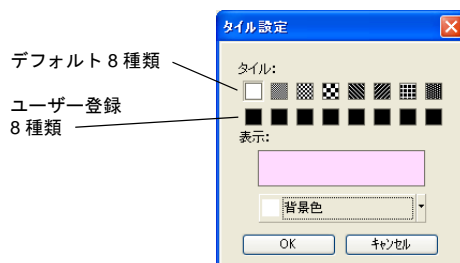 タイル設定
デフォルト 8 種類
タイル:
ユーザー登録
8 種類
表示:
背景色
OK
キャンセル